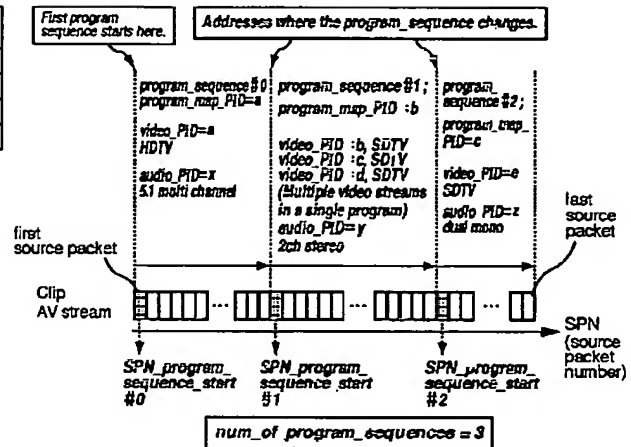 First program
sequence starts here.
Addresses where the program_sequence changes.
program_sequence#0
program_map_PID=a
video_PID=a
HDTV
audio_PID=x
5.1 multi channel
program_sequence#1;
program_map_PID :b
video_PID :b, SDTV
video_PID :c, SDTV
video_PID :d, SDTV
(Multiple video streams
in a single program)
audio_PID=y
2ch stereo
program_
sequence#2;
program_map_
PID=c
video_PID=e
SDTV
audio_PID=z
dual mono
first
source packet
last
source
packet
Clip
AV stream
...
...
...
SPN
(source
packet
number)
SPN_program_
sequence_start
#0
SPN_program_
sequence_start
#1
SPN_program_
sequence_start
#2
num_of program_sequences = 3